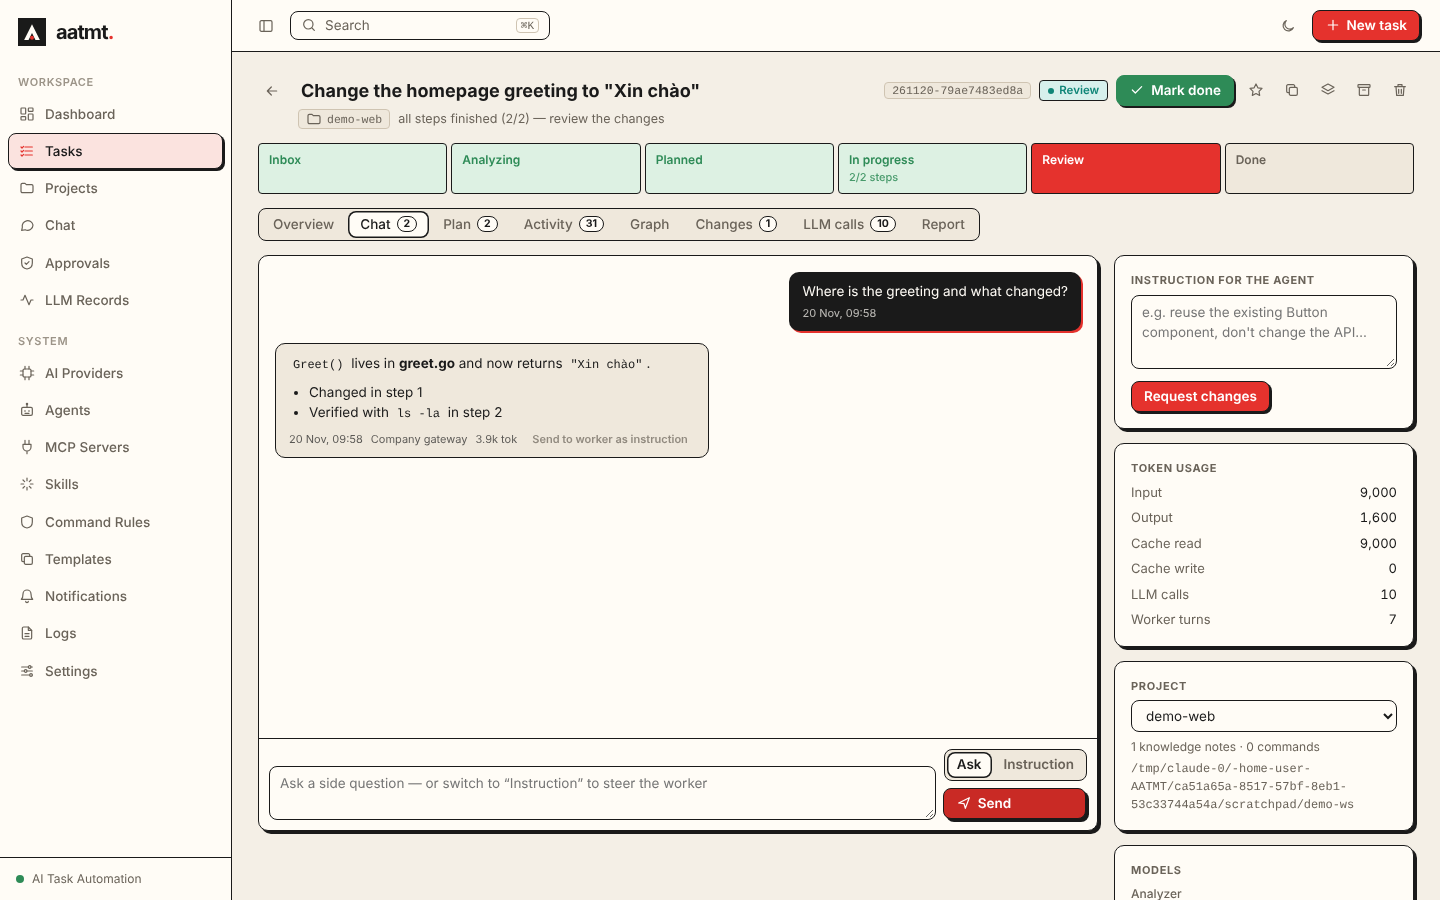 aatmt.
WORKSPACE
Dashboard
Tasks
Projects
Chat
Approvals
LLM Records
SYSTEM
AI Providers
Agents
MCP Servers
Skills
Command Rules
Templates
Notifications
Logs
Settings
AI Task Automation
Search ⌘K
New task
Change the homepage greeting to "Xin chào"
261120-79ae7483ed8a Review Mark done
demo-web all steps finished (2/2) — review the changes
Inbox
Analyzing
Planned
In progress
2/2 steps
Review
Done
Overview Chat 2 Plan 2 Activity 31 Graph Changes 1 LLM calls 10 Report
Where is the greeting and what changed?
20 Nov, 09:58
Greet() lives in greet.go and now returns "Xin chào".
• Changed in step 1
• Verified with ls -la in step 2
20 Nov, 09:58 Company gateway 3.9k tok Send to worker as instruction
Ask a side question — or switch to “Instruction” to steer the worker
Ask Instruction
Send
INSTRUCTION FOR THE AGENT
e.g. reuse the existing Button
component, don't change the API...
Request changes
TOKEN USAGE
Input 9,000
Output 1,600
Cache read 9,000
Cache write 0
LLM calls 10
Worker turns 7
PROJECT
demo-web
1 knowledge notes · 0 commands
/tmp/claude-0/-home-user-
AATMT/ca51a65a-8517-57bf-8eb1-
53c33744a54a/scratchpad/demo-ws
MODELS
Analyzer